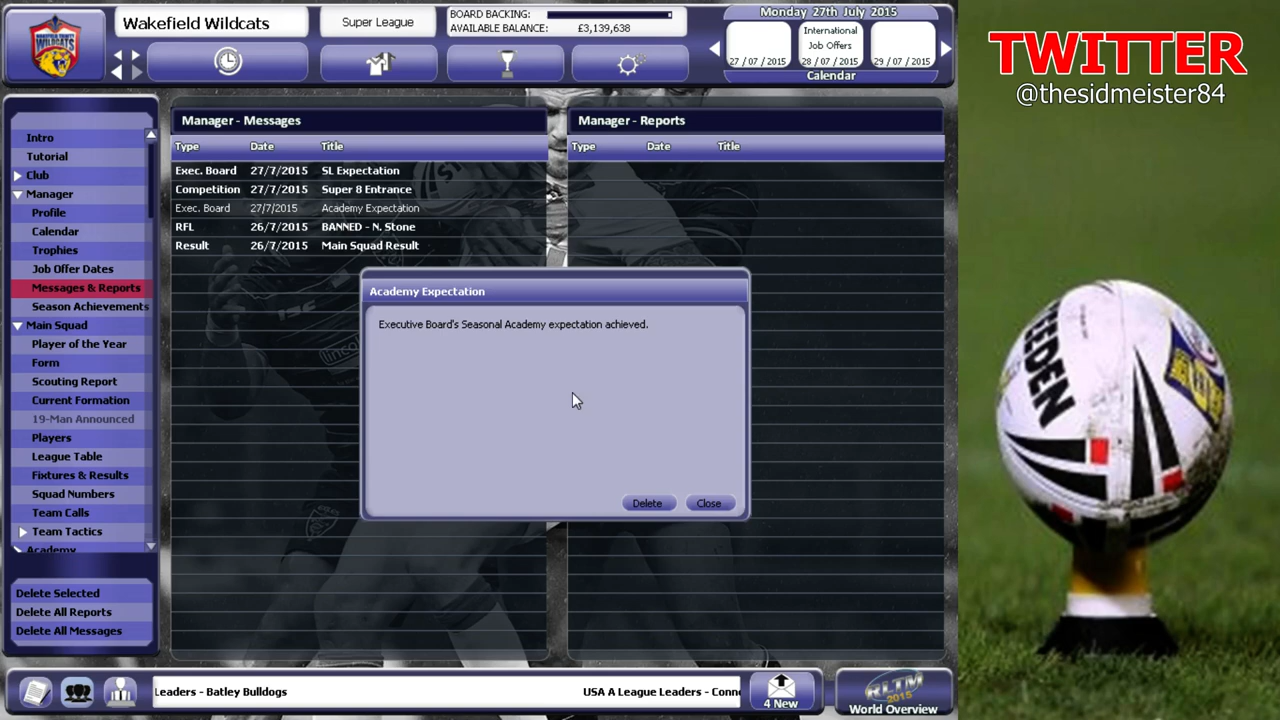 Wakefield Wildcats
Super League
BOARD BACKING:
AVAILABLE BALANCE: £3,139,638
Monday 27th July 2015
International
Job Offers
27 / 07 / 2015
28 / 07 / 2015
29 / 07 / 2015
Calendar
TWITTER
@thesidmeister84
WILDCATS
Intro
Tutorial
Club
Manager
Profile
Calendar
Trophies
Job Offer Dates
Messages & Reports
Season Achievements
Main Squad
Player of the Year
Form
Scouting Report
Current Formation
19-Man Announced
Players
League Table
Fixtures & Results
Squad Numbers
Team Calls
Team Tactics
Academy
Delete Selected
Delete All Reports
Delete All Messages
Manager - Messages
Type Date Title
Exec. Board 27/7/2015 SL Expectation
Competition 27/7/2015 Super 8 Entrance
Exec. Board 27/7/2015 Academy Expectation
RFL 26/7/2015 BANNED - N. Stone
Result 26/7/2015 Main Squad Result
Manager - Reports
Type Date Title
Academy Expectation
Executive Board's Seasonal Academy expectation achieved.
Delete
Close
ISC
Leaders - Batley Bulldogs
USA A League Leaders - Conn
4 New
RLTM
2015
World Overview
STEEDEN